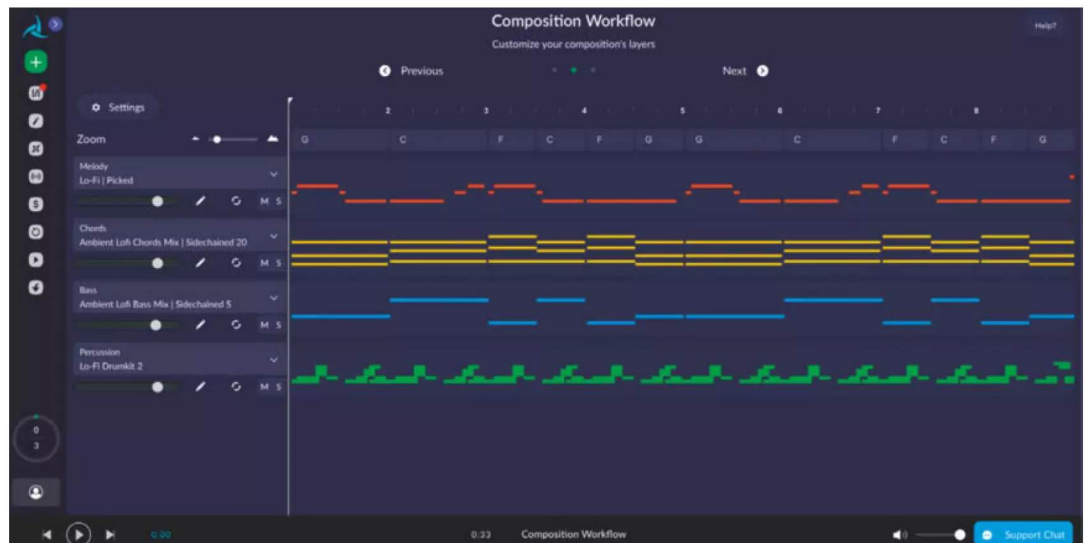 Composition Workflow
Help?
Customize your composition's layers
Previous
Next
Settings
2 3 4 5 6 7 8
Zoom
G C F C F G G C F C F G
Melody
Lo-Fi | Picked
M S
Chords
Ambient Lofi Chords Mix | Sidechained 20
M S
Bass
Ambient Lofi Bass Mix | Sidechained 5
M S
Percussion
Lo-Fi Drumkit 2
M S
0
3
0:00
0:33
Composition Workflow
Support Chat